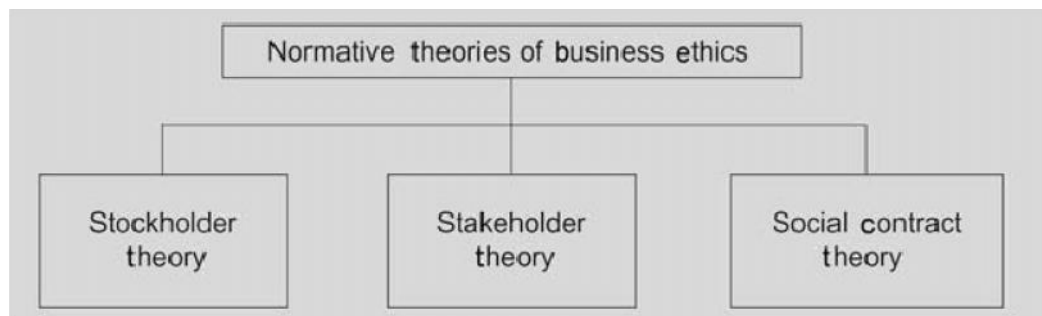 Normative theories of business ethics
Stockholder
theory
Stakeholder
theory
Social contract
theory